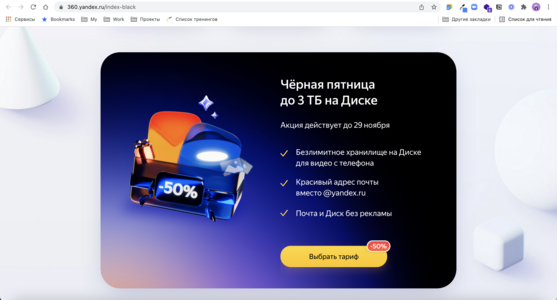 360.yandex.ru/index-black
Сервисы
Bookmarks
My
Work
Проекты
Список тренингов
Другие закладки
Список для чтения
Чёрная пятница
до 3 ТБ на Диске
Акция действует до 29 ноября
Безлимитное хранилище на Диске
для видео с телефона
Красивый адрес почты
вместо @yandex.ru
Почта и Диск без рекламы
-50%
-50%
Выбрать тариф